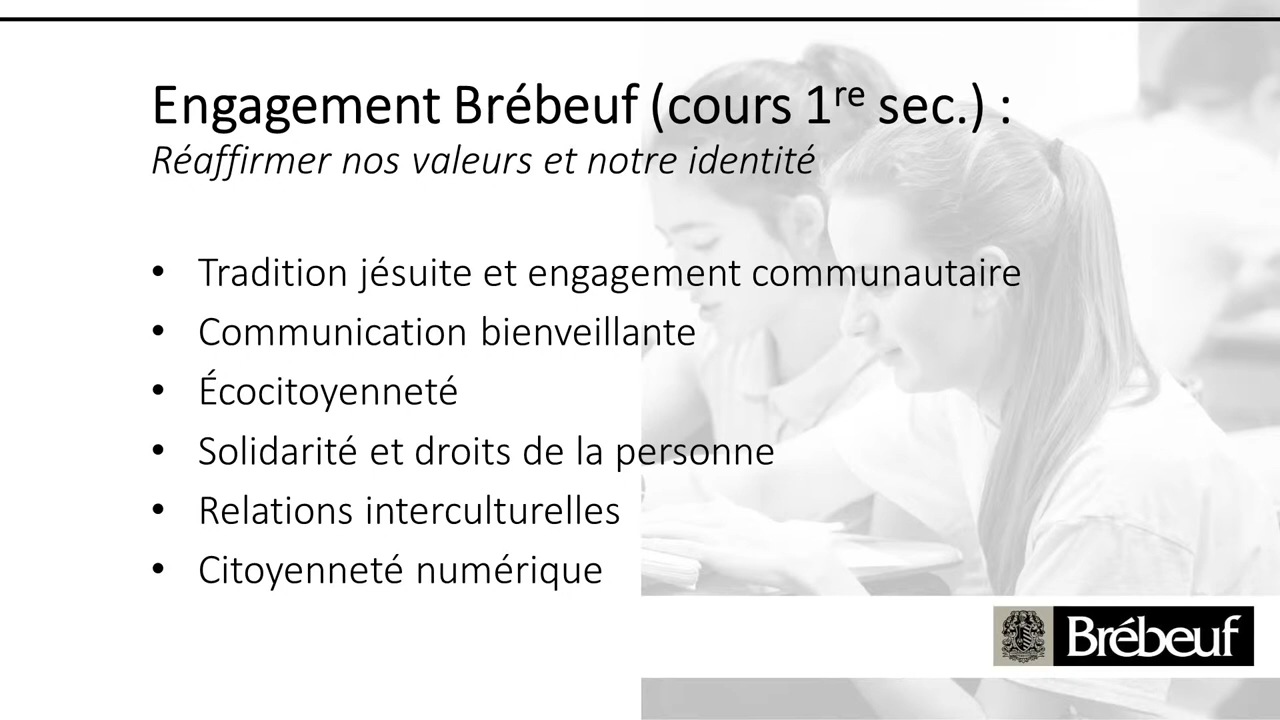 Engagement Brébeuf (cours 1re sec.) :
Réaffirmer nos valeurs et notre identité
• Tradition jésuite et engagement communautaire
• Communication bienveillante
• Écocitoyenneté
• Solidarité et droits de la personne
• Relations interculturelles
• Citoyenneté numérique
Brébeuf